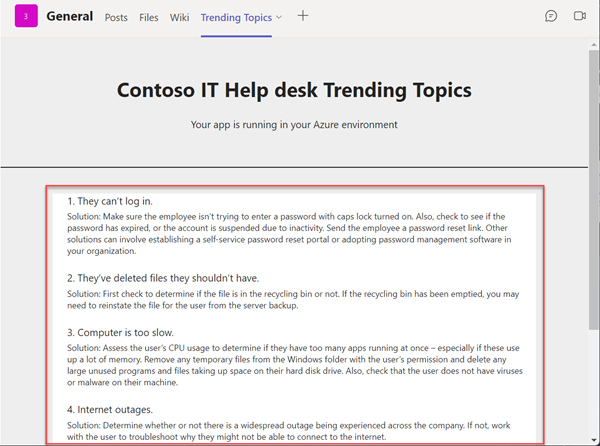 3 General Posts Files Wiki Trending Topics
Contoso IT Help desk Trending Topics
Your app is running in your Azure environment
1. They can't log in.
Solution: Make sure the employee isn't trying to enter a password with caps lock turned on. Also, check to see if the
password has expired, or the account is suspended due to inactivity. Send the employee a password reset link. Other
solutions can involve establishing a self-service password reset portal or adopting password management software in
your organization.
2. They've deleted files they shouldn't have.
Solution: First check to determine if the file is in the recycling bin or not. If the recycling bin has been emptied, you may
need to reinstate the file for the user from the server backup.
3. Computer is too slow.
Solution: Assess the user's CPU usage to determine if they have too many apps running at once – especially if these use
up a lot of memory. Remove any temporary files from the Windows folder with the user's permission and delete any
large unused programs and files taking up space on their hard disk drive. Also, check that the user does not have viruses
or malware on their machine.
4. Internet outages.
Solution: Determine whether or not there is a widespread outage being experienced across the company. If not, work
with the user to troubleshoot why they might not be able to connect to the internet.